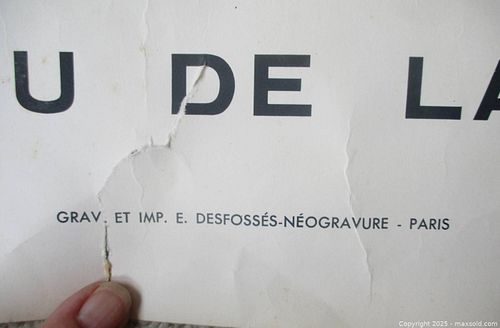 U DE LA
GRAV. ET IMP. E. DESFOSSÉS-NÉOGRAVURE - PARIS
Copyright © 2025 - maxsold.com